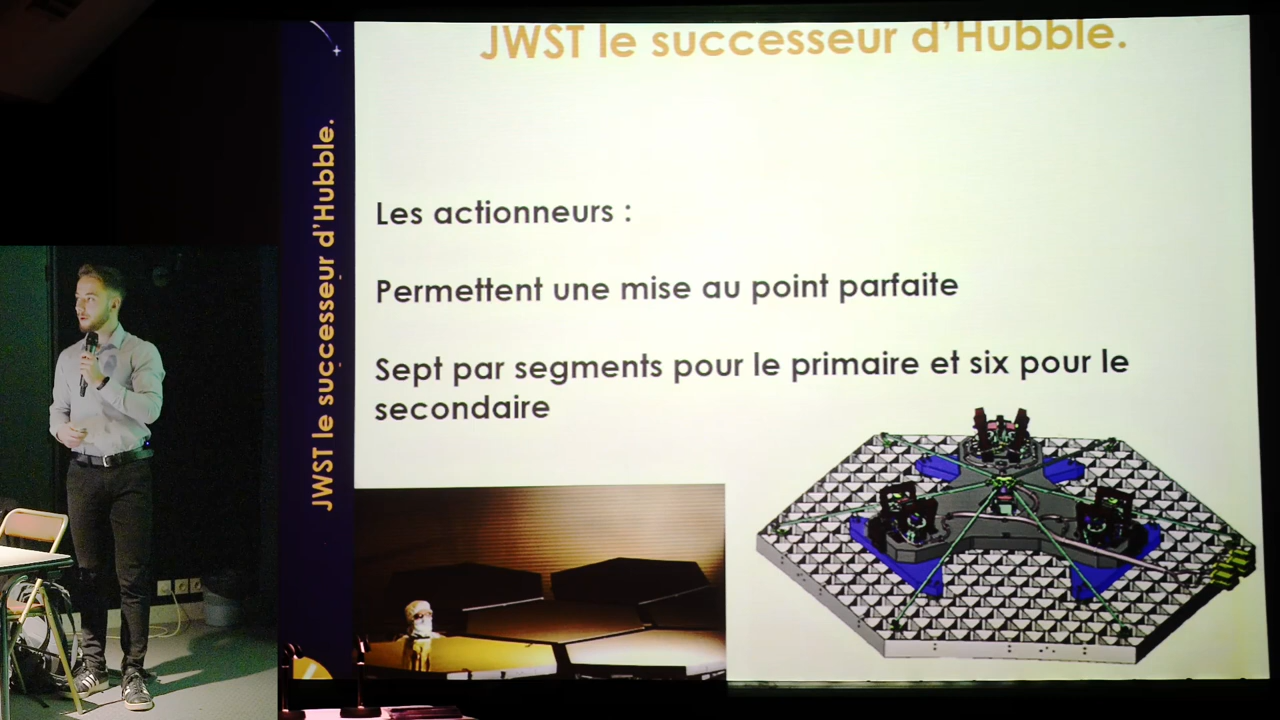 JWST le successeur d'Hubble.
JWST le successeur d'Hubble.
Les actionneurs :
Permettent une mise au point parfaite
Sept par segments pour le primaire et six pour le
secondaire